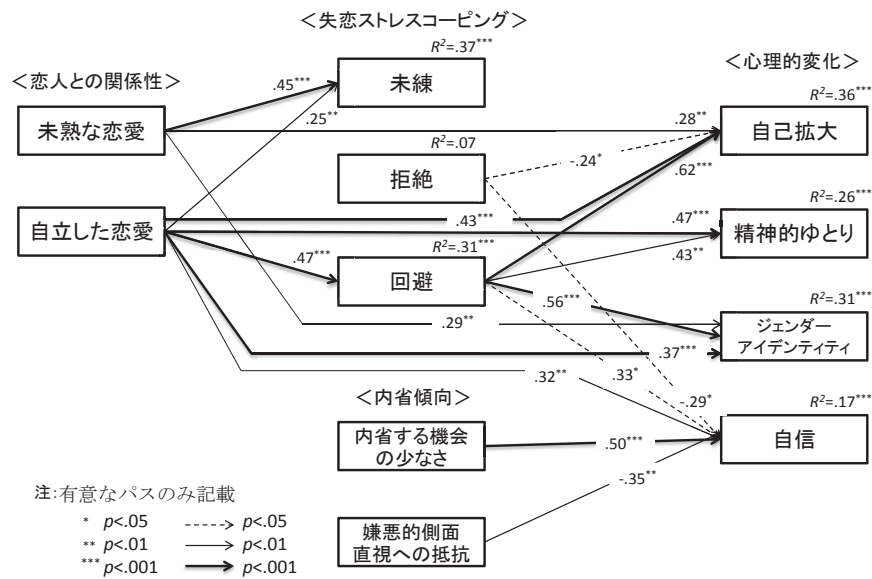 ＜失恋ストレスコーピング＞
R²=.37***
＜恋人との関係性＞
＜心理的変化＞
未練
R²=.36***
.45***
.25**
未熟な恋愛
.28**
自己拡大
R²=.07
-.24*
拒絶
.62***
R²=.26***
自立した恋愛
.43***
.47***
精神的ゆとり
R²=.31***
.47***
.43**
回避
R²=.31***
.56***
.29**
ジェンダー
アイデンティティ
.37***
.32**
.33*
-.29*
R²=.17***
＜内省傾向＞
内省する機会
の少なさ
.50***
自信
-.35**
注:有意なパスのみ記載
* p<.05 p<.05
** p<.01 p<.01
*** p<.001 p<.001
嫌悪的側面
直視への抵抗